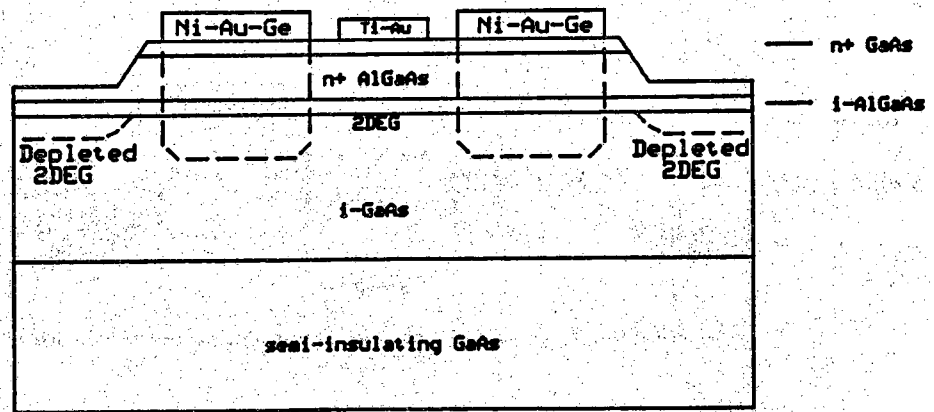 Ni-Au-Ge
Ti-Au
Ni-Au-Ge
n+ GaAs
n+ AlGaAs
i-AlGaAs
2DEG
Depleted
2DEG
Depleted
2DEG
i-GaAs
semi-insulating GaAs